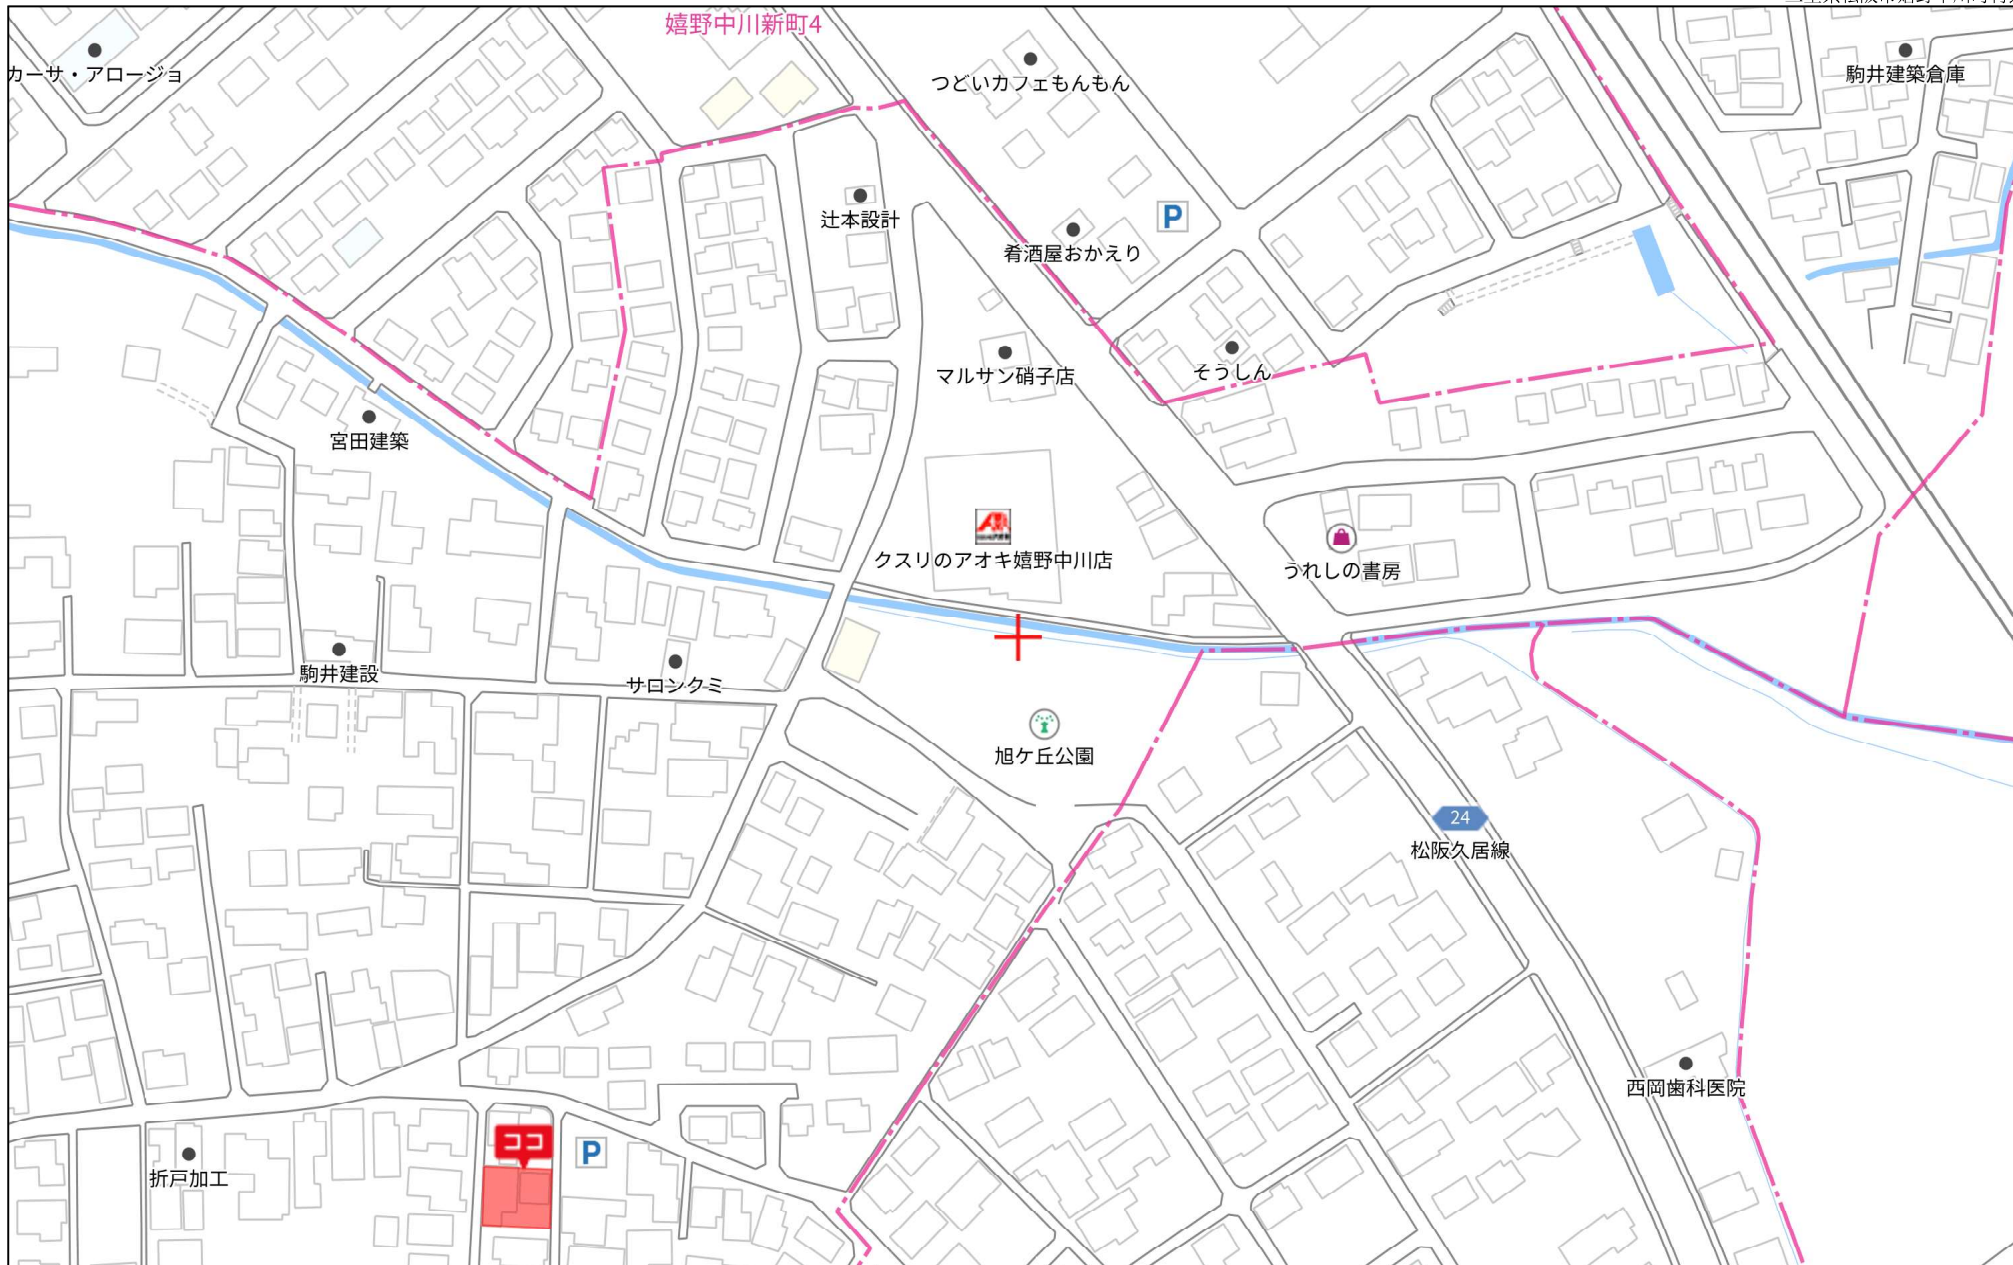 嬉野中川新町4
カーサ・アロージョ
つどいカフェもんもん
駒井建築倉庫
辻本設計
P
肴酒屋おかえり
マルサン硝子店
そうしん
宮田建築
クスリのアオキ嬉野中川店
うれしの書房
駒井建設
サロンクミ
旭ケ丘公園
24
松阪久居線
西岡歯科医院
ココ
P
折戸加工